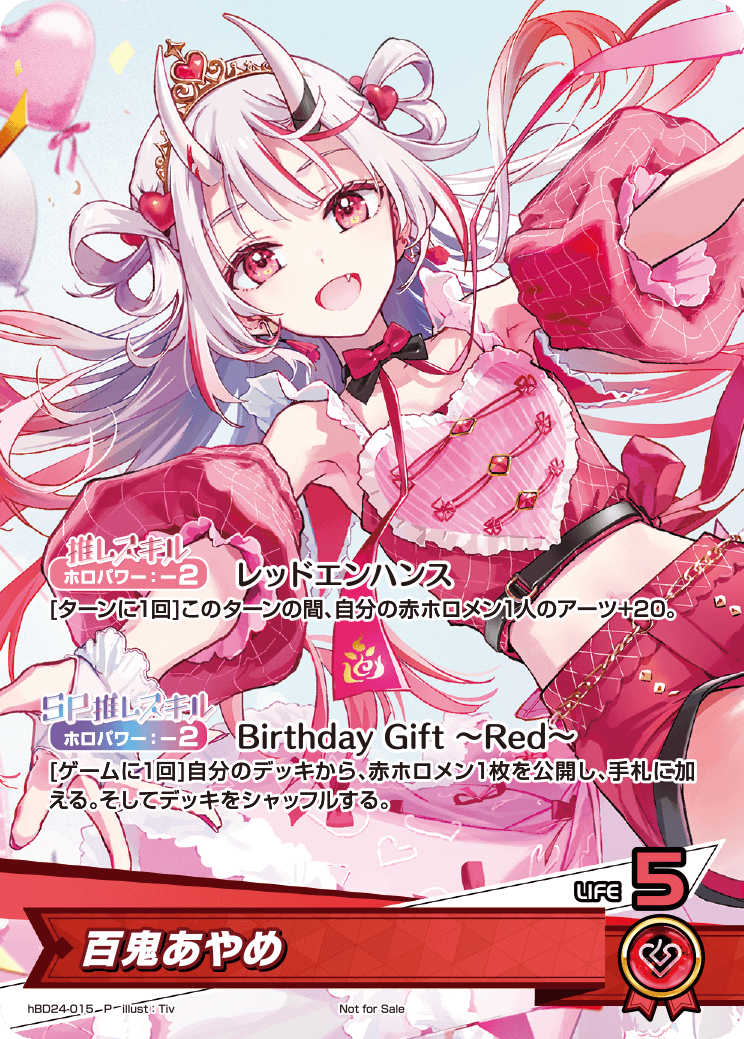 推しスキル
ホロパワー:-2
レッドエンハンス
[ターンに1回]このターンの間、自分の赤ホロメン1人のアーツ+20。
SP推しスキル
ホロパワー:-2
Birthday Gift ～Red～
[ゲームに1回]自分のデッキから、赤ホロメン1枚を公開し、手札に加
える。そしてデッキをシャッフルする。
LIFE 5
百鬼あやめ
hBD24-015 P illust:Tiv Not for Sale